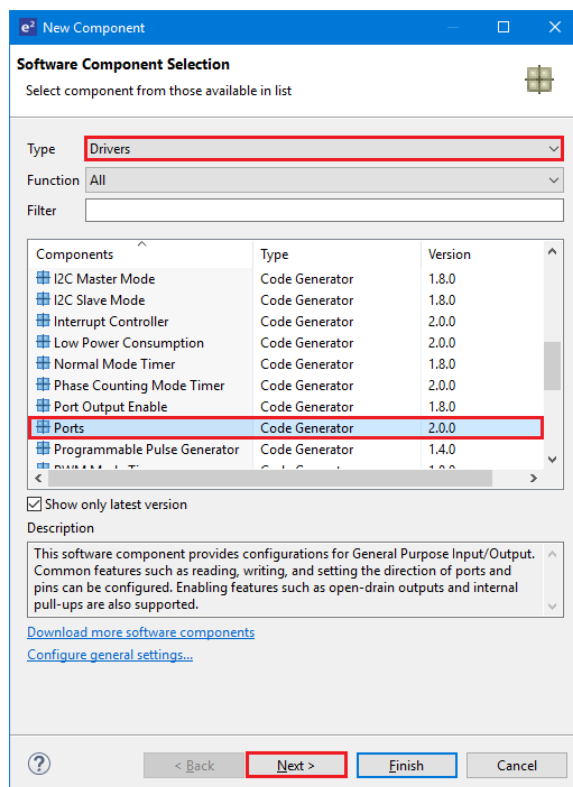 e² New Component
Software Component Selection
Select component from those available in list
Type Drivers
Function All
Filter
Components Type Version
I2C Master Mode Code Generator 1.8.0
I2C Slave Mode Code Generator 1.8.0
Interrupt Controller Code Generator 2.0.0
Low Power Consumption Code Generator 2.0.0
Normal Mode Timer Code Generator 1.8.0
Phase Counting Mode Timer Code Generator 2.0.0
Port Output Enable Code Generator 1.8.0
Ports Code Generator 2.0.0
Programmable Pulse Generator Code Generator 1.4.0
Show only latest version
Description
This software component provides configurations for General Purpose Input/Output.
Common features such as reading, writing, and setting the direction of ports and
pins can be configured. Enabling features such as open-drain outputs and internal
pull-ups are also supported.
Download more software components
Configure general settings...
? < Back Next > Finish Cancel